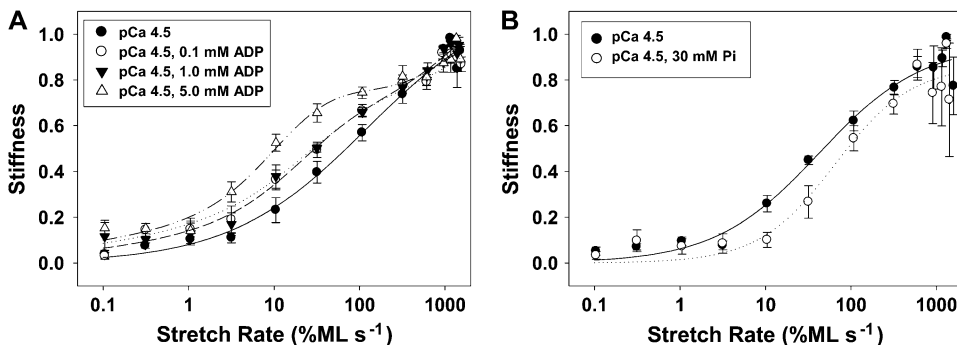 A
pCa 4.5
pCa 4.5, 0.1 mM ADP
pCa 4.5, 1.0 mM ADP
pCa 4.5, 5.0 mM ADP
Stiffness
1.0
0.8
0.6
0.4
0.2
0.0
0.1
1
10
100
1000
Stretch Rate (%ML s⁻¹)
B
pCa 4.5
pCa 4.5, 30 mM Pi
Stiffness
1.0
0.8
0.6
0.4
0.2
0.0
0.1
1
10
100
1000
Stretch Rate (%ML s⁻¹)